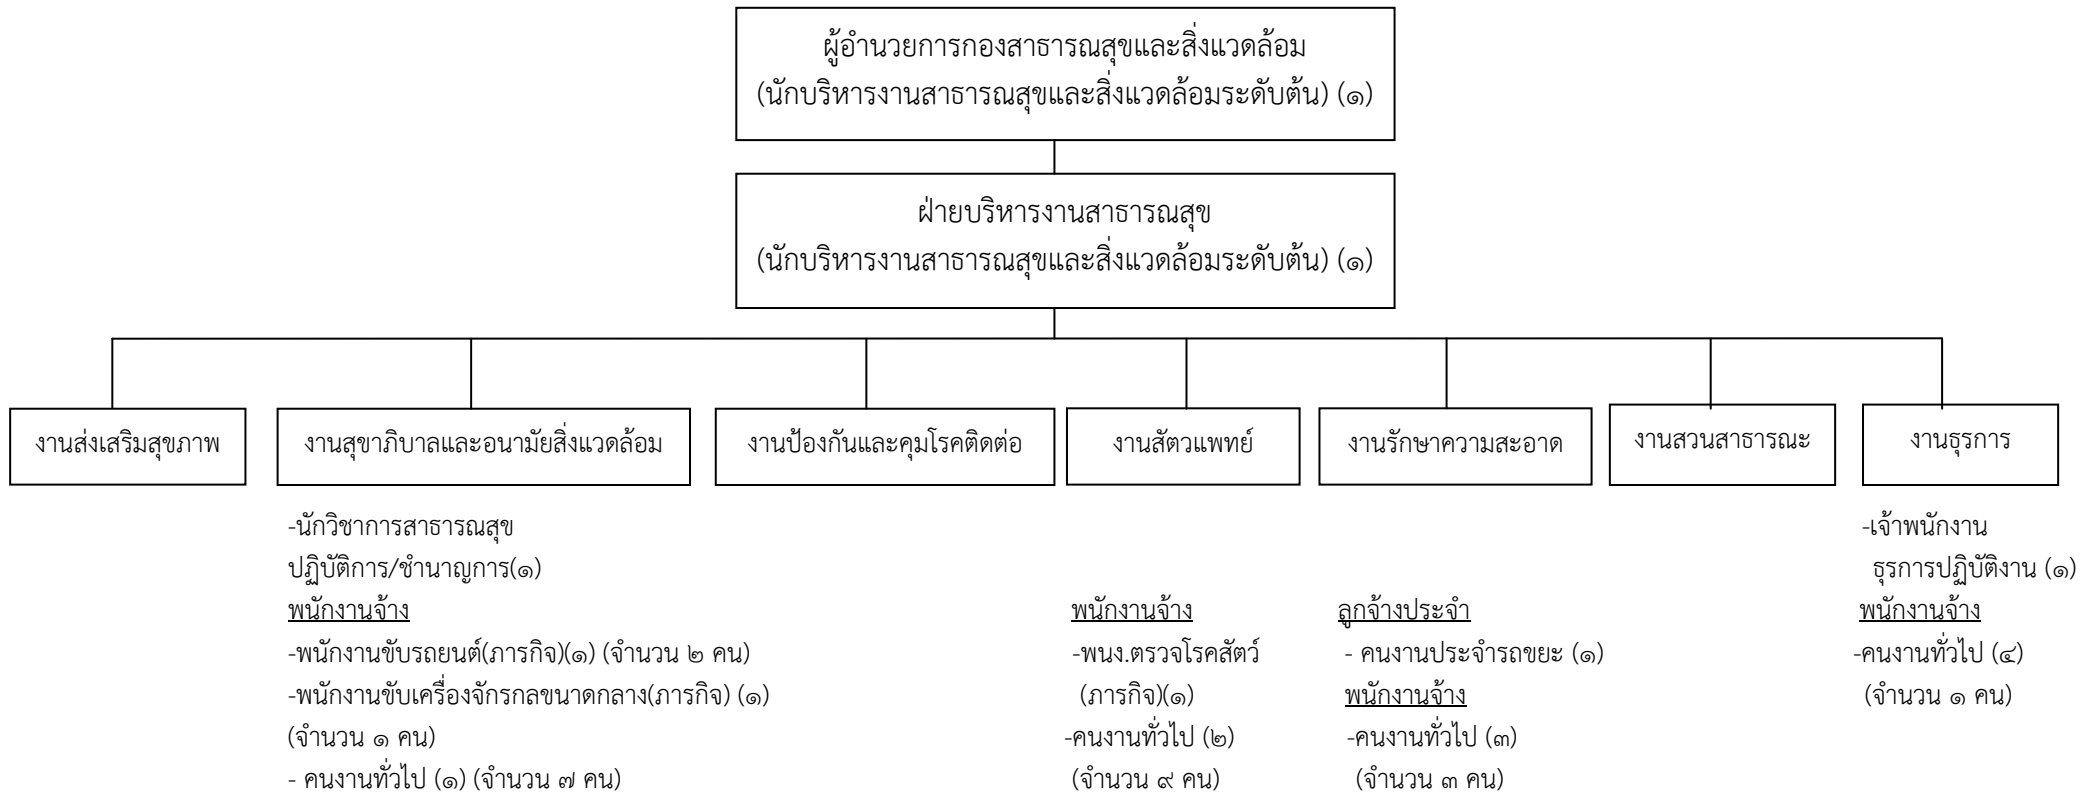 ผู้อำนวยการกองสาธารณสุขและสิ่งแวดล้อม
(นักบริหารงานสาธารณสุขและสิ่งแวดล้อมระดับต้น) (๑)
ฝ่ายบริหารงานสาธารณสุข
(นักบริหารงานสาธารณสุขและสิ่งแวดล้อมระดับต้น) (๑)
งานส่งเสริมสุขภาพ
งานสุขาภิบาลและอนามัยสิ่งแวดล้อม
-นักวิชาการสาธารณสุข
ปฏิบัติการ/ชำนาญการ(๑)
พนักงานจ้าง
-พนักงานขับรถยนต์(ภารกิจ)(๑) (จำนวน ๒ คน)
-พนักงานขับเครื่องจักรกลขนาดกลาง(ภารกิจ) (๑)
(จำนวน ๑ คน)
- คนงานทั่วไป (๑) (จำนวน ๗ คน)
งานป้องกันและคุมโรคติดต่อ
งานสัตวแพทย์
พนักงานจ้าง
-พนง.ตรวจโรคสัตว์
(ภารกิจ)(๑)
-คนงานทั่วไป (๒)
(จำนวน ๙ คน)
งานรักษาความสะอาด
ลูกจ้างประจำ
- คนงานประจำรถขยะ (๑)
พนักงานจ้าง
-คนงานทั่วไป (๓)
(จำนวน ๓ คน)
งานสวนสาธารณะ
งานธุรการ
-เจ้าพนักงาน
ธุรการปฏิบัติงาน (๑)
พนักงานจ้าง
-คนงานทั่วไป (๔)
(จำนวน ๑ คน)